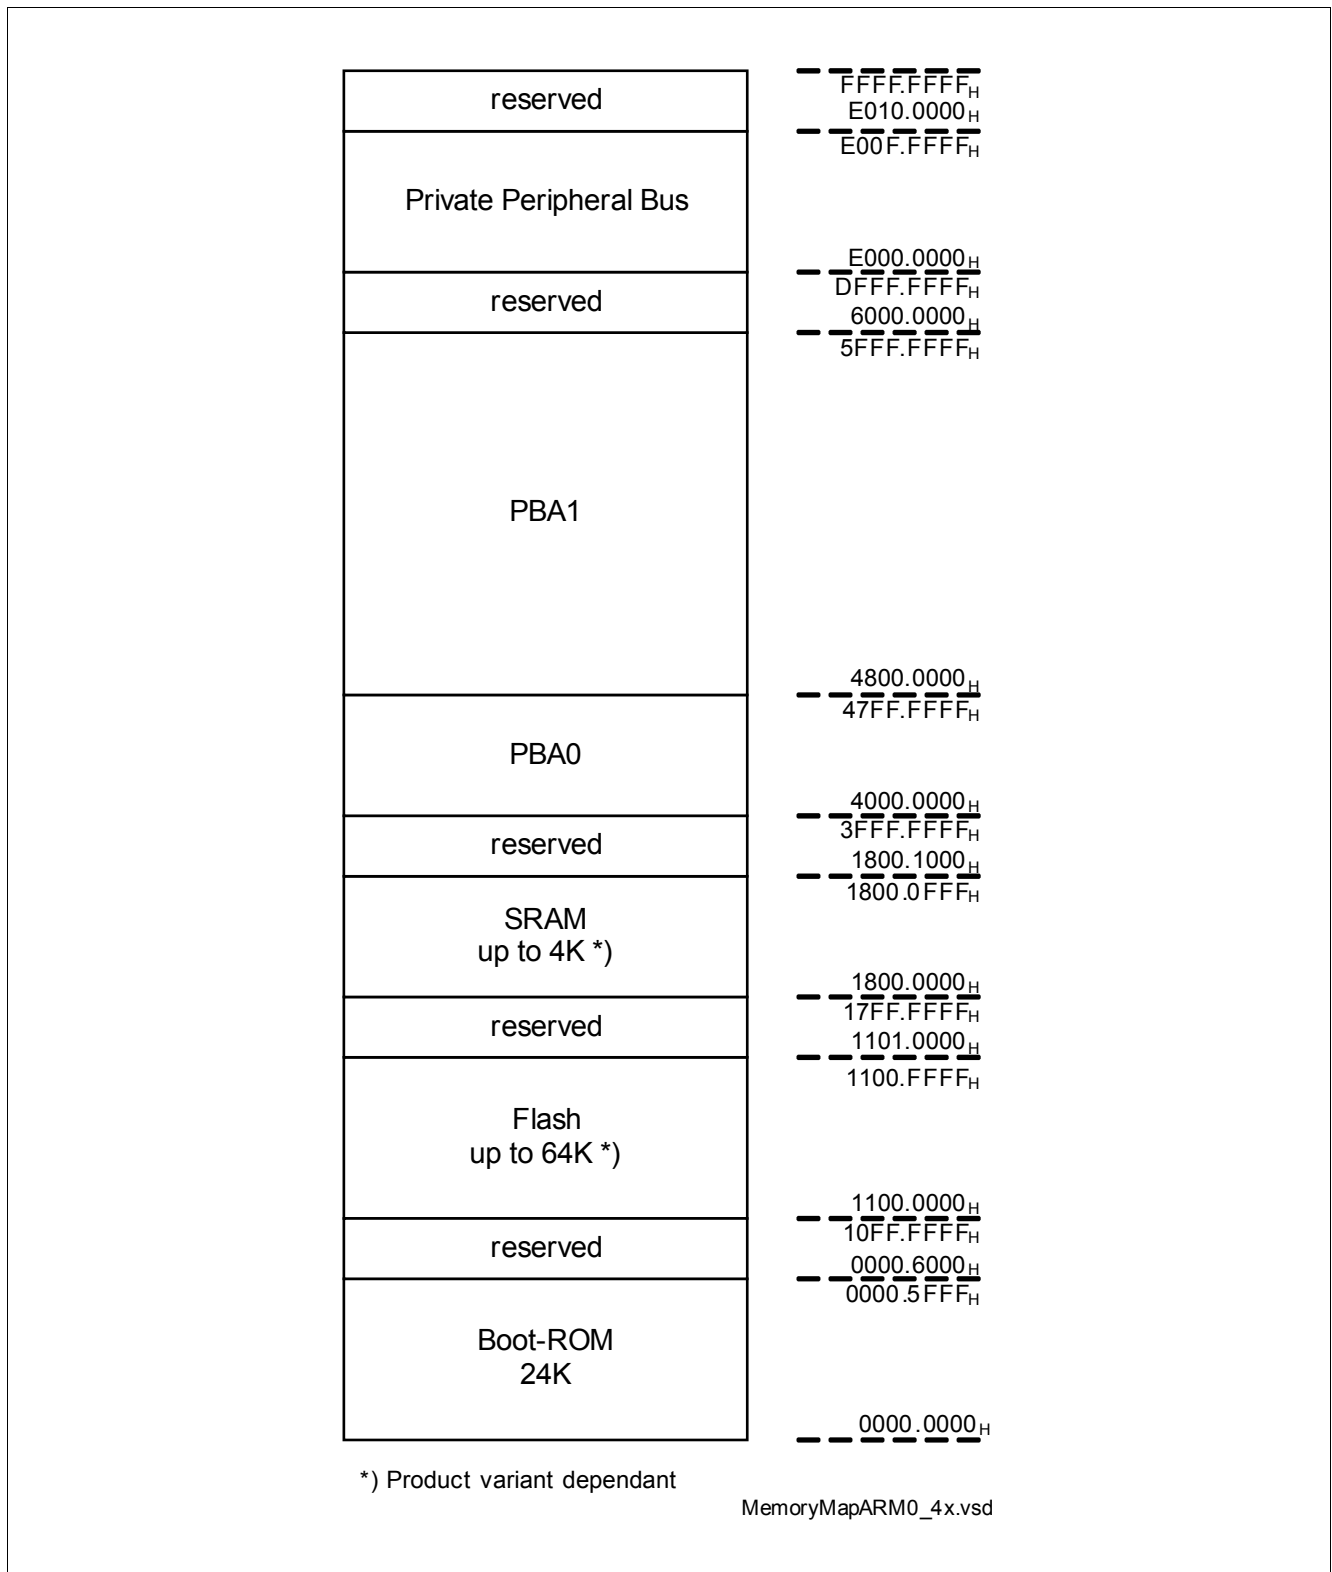 FFFF.FFFFH
reserved
E010.0000H
E00F.FFFFH
Private Peripheral Bus
E000.0000H
DFFF.FFFFH
reserved
6000.0000H
5FFF.FFFFH
PBA1
4800.0000H
47FF.FFFFH
PBA0
4000.0000H
3FFF.FFFFH
reserved
1800.1000H
1800.0FFFH
SRAM
up to 4K *)
1800.0000H
17FF.FFFFH
reserved
1101.0000H
1100.FFFFH
Flash
up to 64K *)
1100.0000H
10FF.FFFFH
reserved
0000.6000H
0000.5FFFH
Boot-ROM
24K
0000.0000H
*) Product variant dependant
MemoryMapARM0_4x.vsd